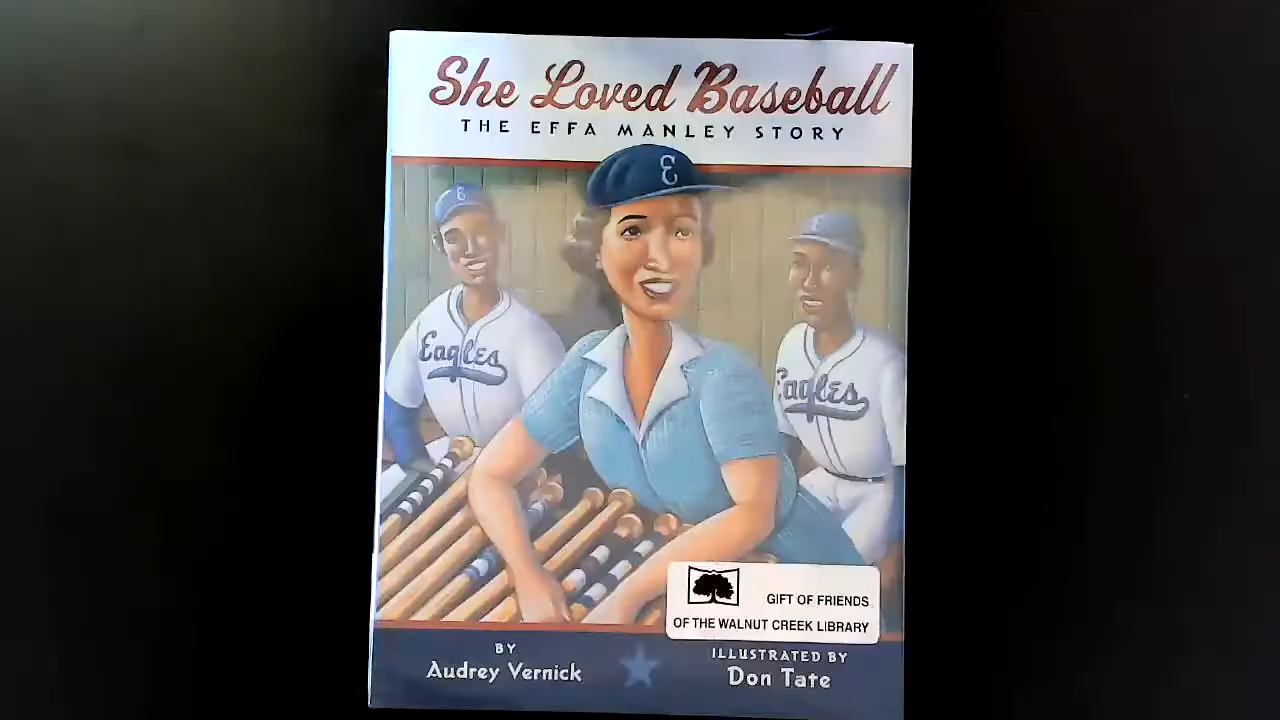 She Loved Baseball
THE EFFA MANLEY STORY
E
E
E
Eagles
Eagles
GIFT OF FRIENDS
OF THE WALNUT CREEK LIBRARY
BY
Audrey Vernick
ILLUSTRATED BY
Don Tate